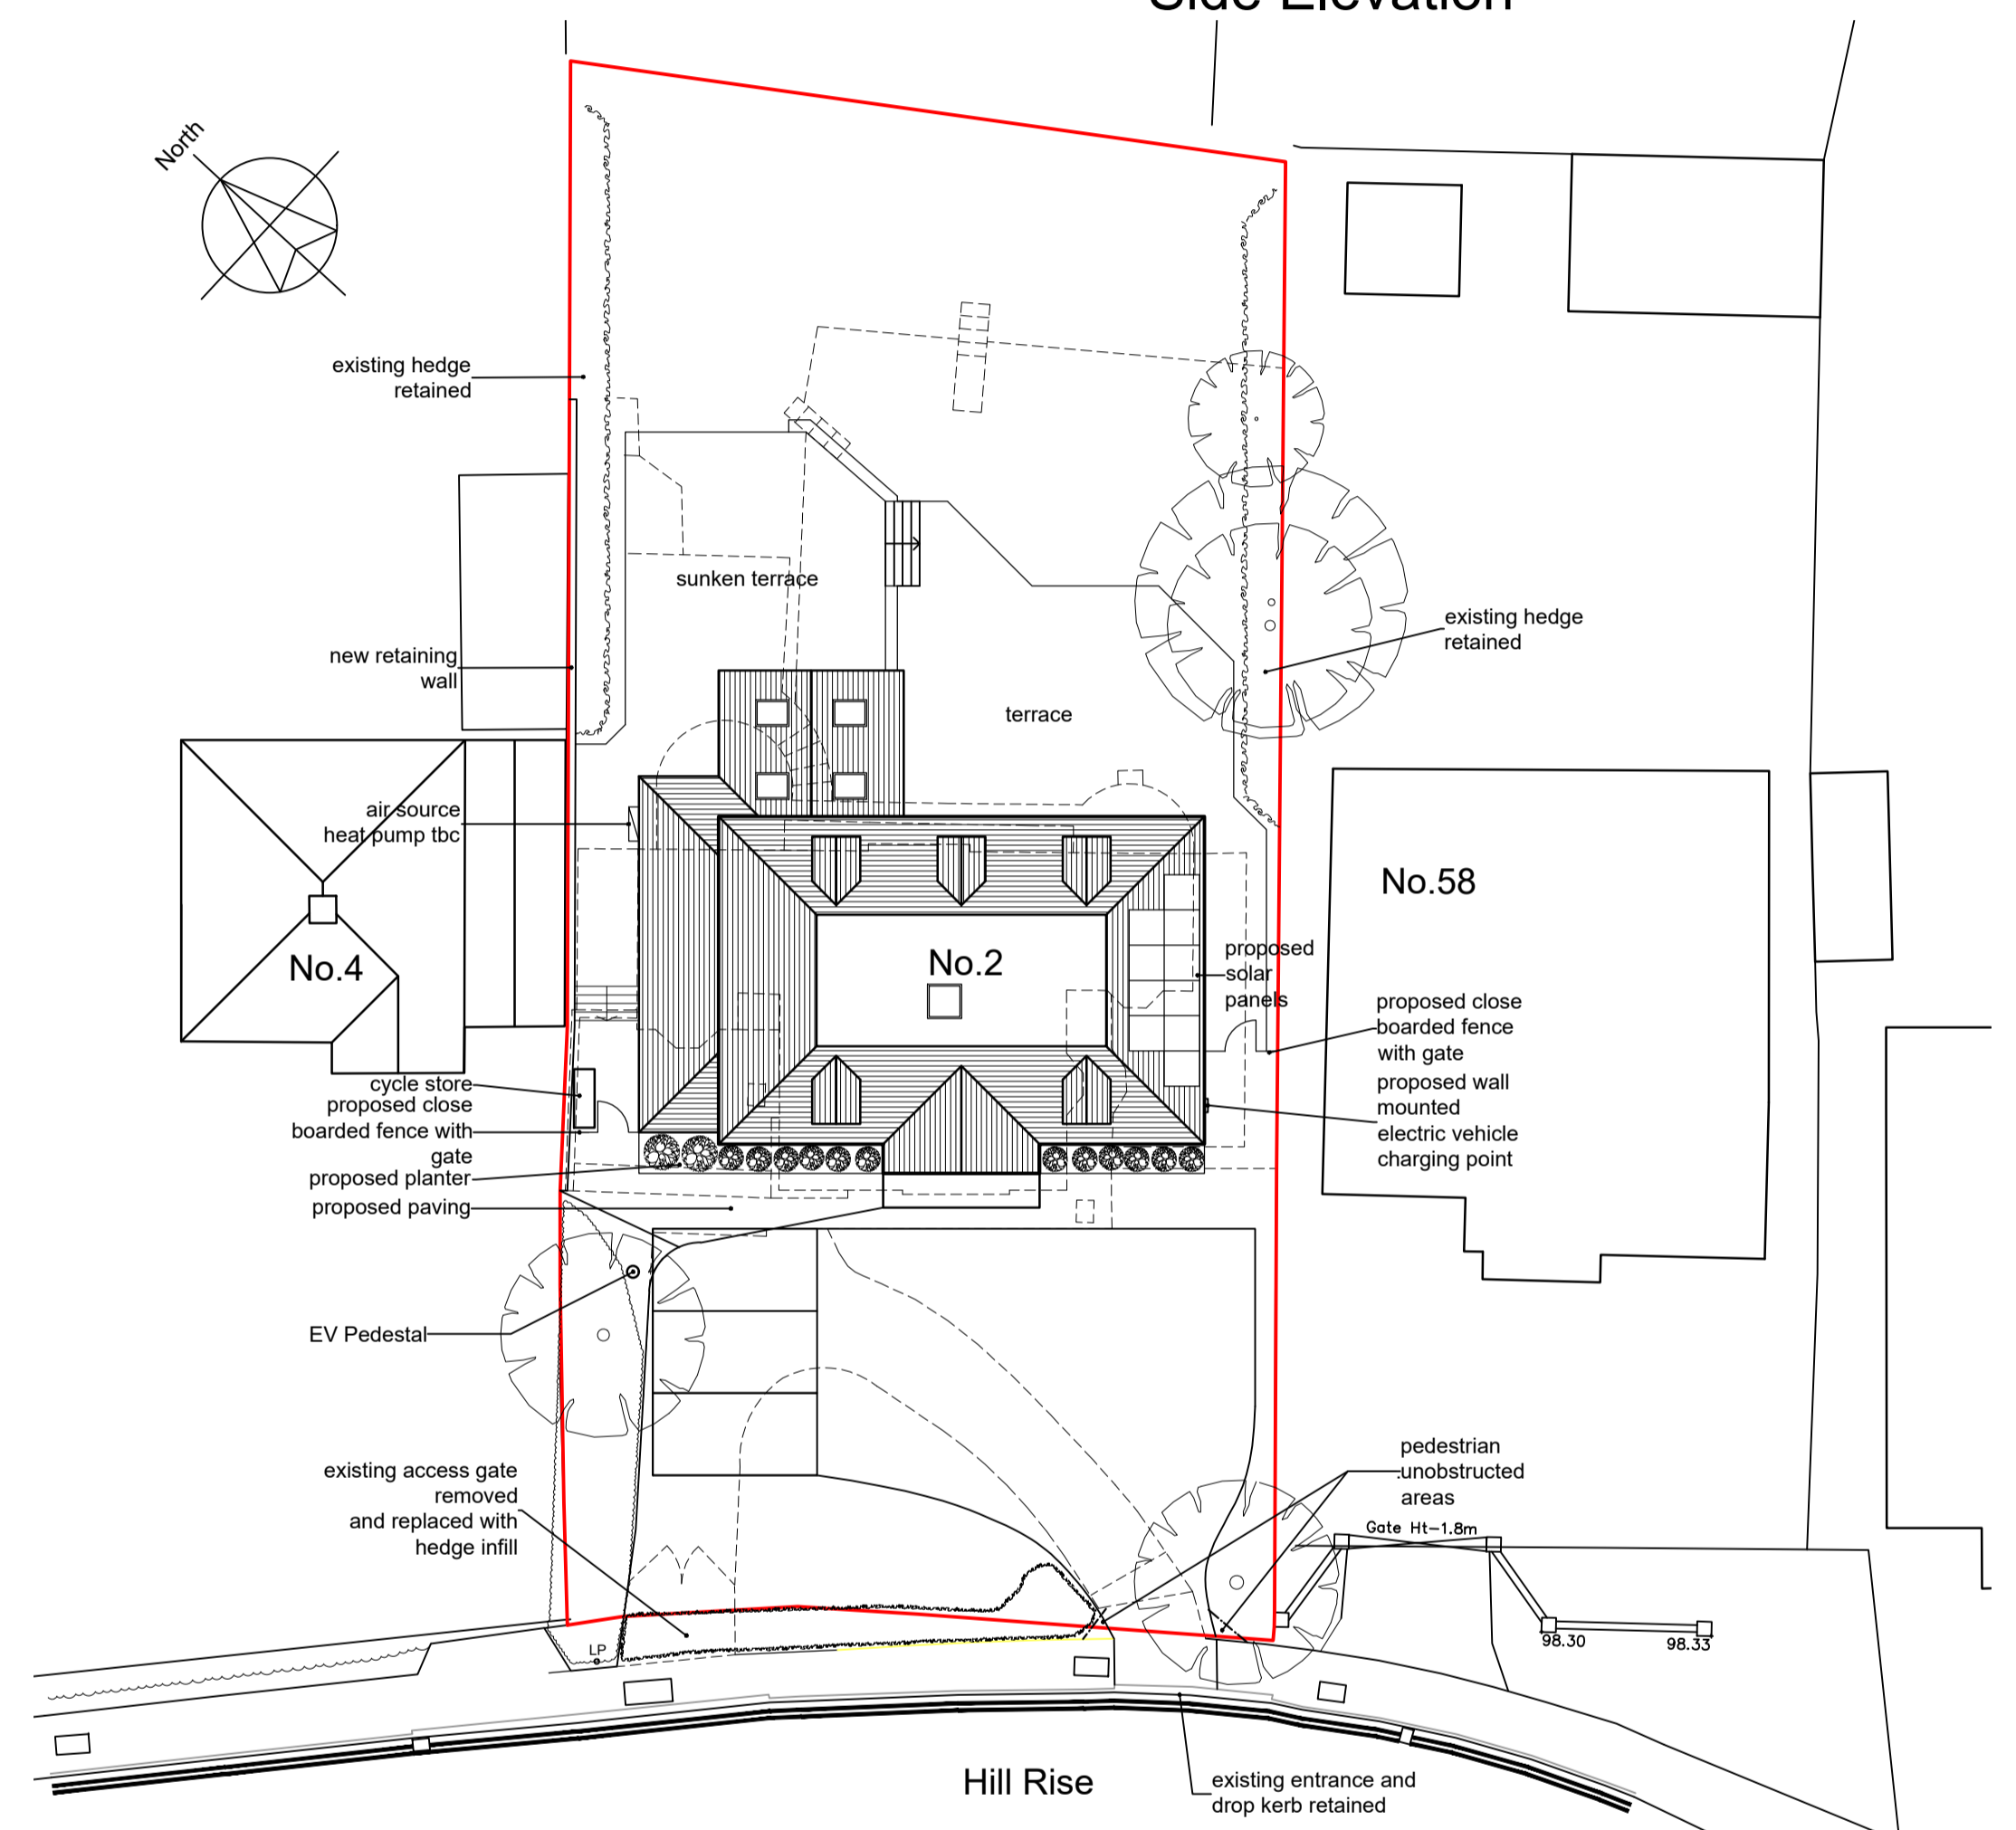 Side Elevation
North
existing hedge
retained
sunken terrace
existing hedge
retained
new retaining
wall
terrace
air source
heat pump tbc
No.58
No.4
No.2
proposed
solar
panels
proposed close
boarded fence
with gate
proposed wall
mounted
electric vehicle
charging point
cycle store
proposed close
boarded fence with
gate
proposed planter
proposed paving
EV Pedestal
existing access gate
removed
and replaced with
hedge infill
pedestrian
unobstructed
areas
Gate Ht-1.8m
98.30
98.33
LP
Hill Rise
existing entrance and
drop kerb retained